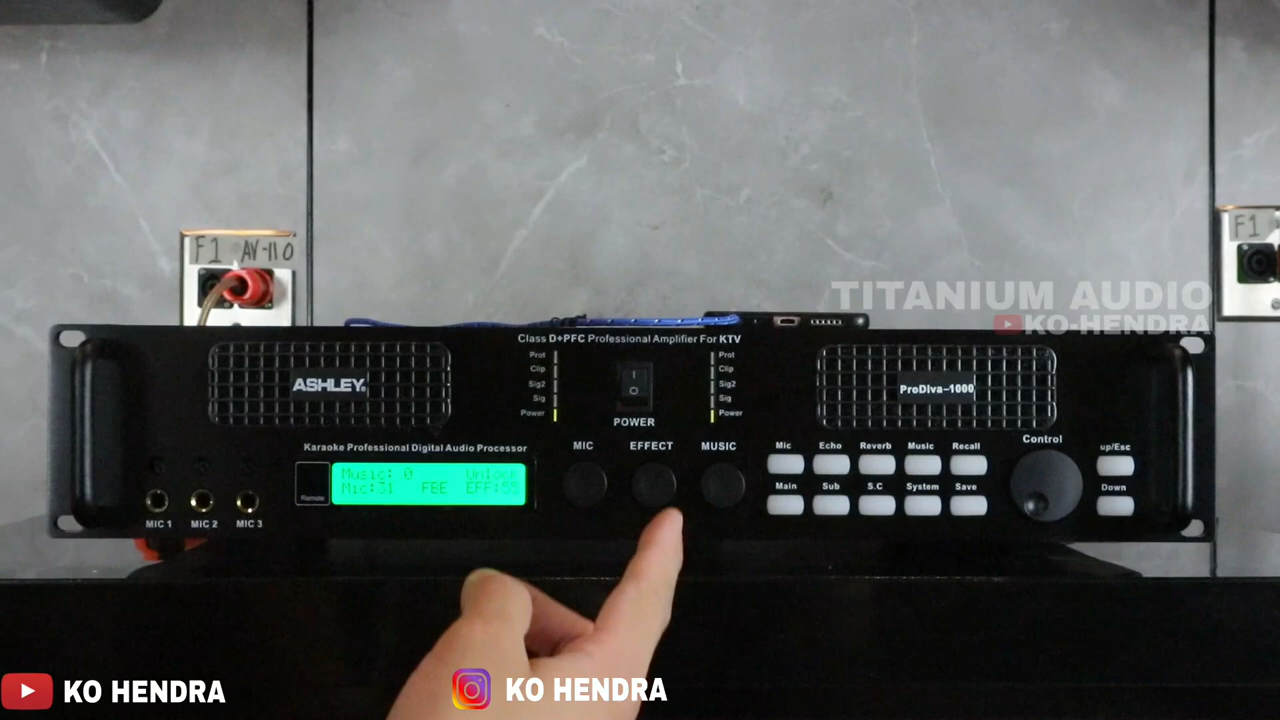 F1 AV-110
F1
TITANIUM AUDIO
KO-HENDRA
Class D+PFC Professional Amplifier For KTV
Prot
Clip
Sig2
Sig
Power
Prot
Clip
Sig2
Sig
Power
ASHLEY®
POWER
ProDiva-1000
Karaoke Professional Digital Audio Processor
Music: 0 Unlock
Mic:31 FBE EFF:55
Remote
MIC EFFECT MUSIC
Mic Echo Reverb Music Recall
Main Sub S.C System Save
Control
up/Esc
Down
MIC 1 MIC 2 MIC 3
KO HENDRA
KO HENDRA